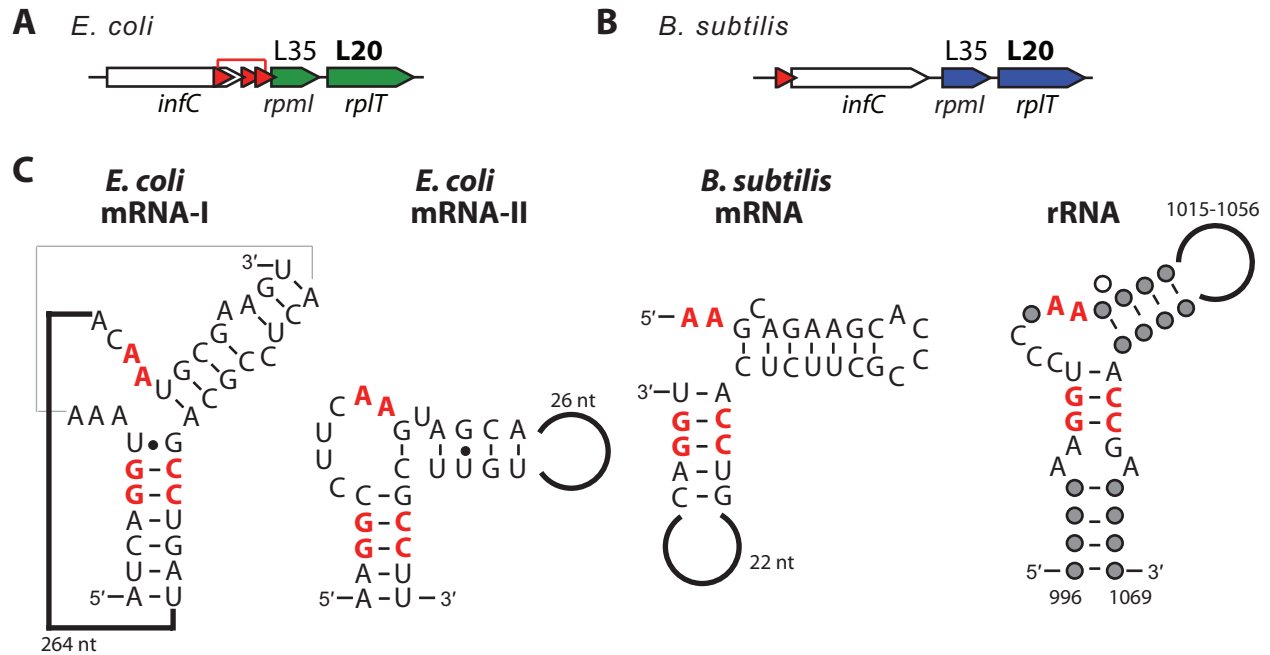 A E. coli
L35 L20
infC rpmI rplT
B B. subtilis
L35 L20
infC rpmI rplT
C
E. coli
mRNA-I
3′ U
G A
A C
A U
A C
G C
C G
G C
U A
A C A A
A A A
U • G
G – C
G – C
A – U
C – G
U – A
5′ – A – U
264 nt
E. coli
mRNA-II
A A
C G U A G C A
U C U U G U
U G
C
26 nt
C – G
G – C
G – C
A – U
5′ – A – U – 3′
B. subtilis
mRNA
5′ – A A G C A G A A G C A C
C U C U U C G C C
3′ – U – A
G – C
G – C
A – U
C – G
22 nt
rRNA
1015-1056
A A
C
C
C U – A
G – C
G – C
A G
A A
5′ 3′
996 1069